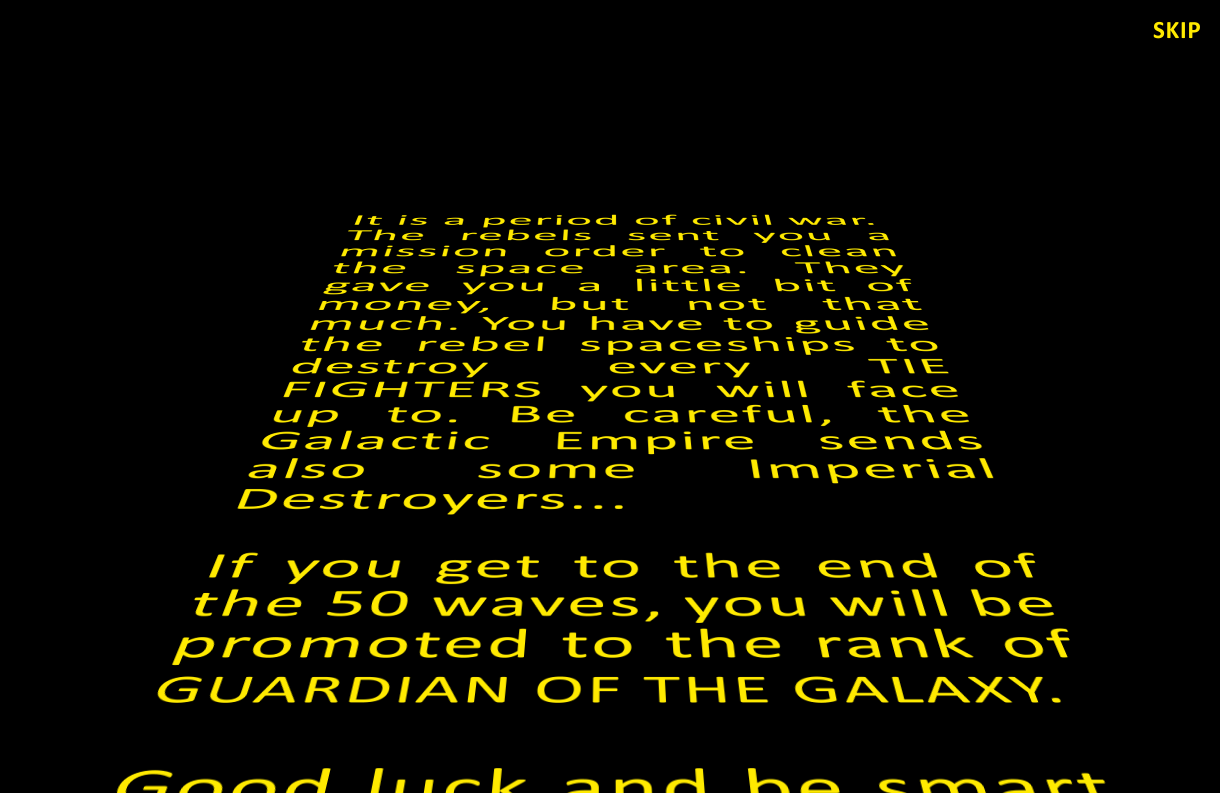 SKIP
It is a period of civil war.
The rebels sent you a
mission order to clean
the space area. They
gave you a little bit of
money, but not that
much. You have to guide
the rebel spaceships to
destroy every TIE
FIGHTERS you will face
up to. Be careful, the
Galactic Empire sends
also some Imperial
Destroyers...
If you get to the end of
the 50 waves, you will be
promoted to the rank of
GUARDIAN OF THE GALAXY.
Good luck and be smart